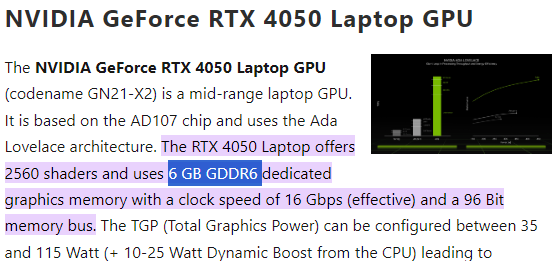 NVIDIA GeForce RTX 4050 Laptop GPU
The NVIDIA GeForce RTX 4050 Laptop GPU
(codename GN21-X2) is a mid-range laptop GPU.
It is based on the AD107 chip and uses the Ada
Lovelace architecture. The RTX 4050 Laptop offers
2560 shaders and uses 6 GB GDDR6 dedicated
graphics memory with a clock speed of 16 Gbps (effective) and a 96 Bit
memory bus. The TGP (Total Graphics Power) can be configured between 35
and 115 Watt (+ 10-25 Watt Dynamic Boost from the CPU) leading to